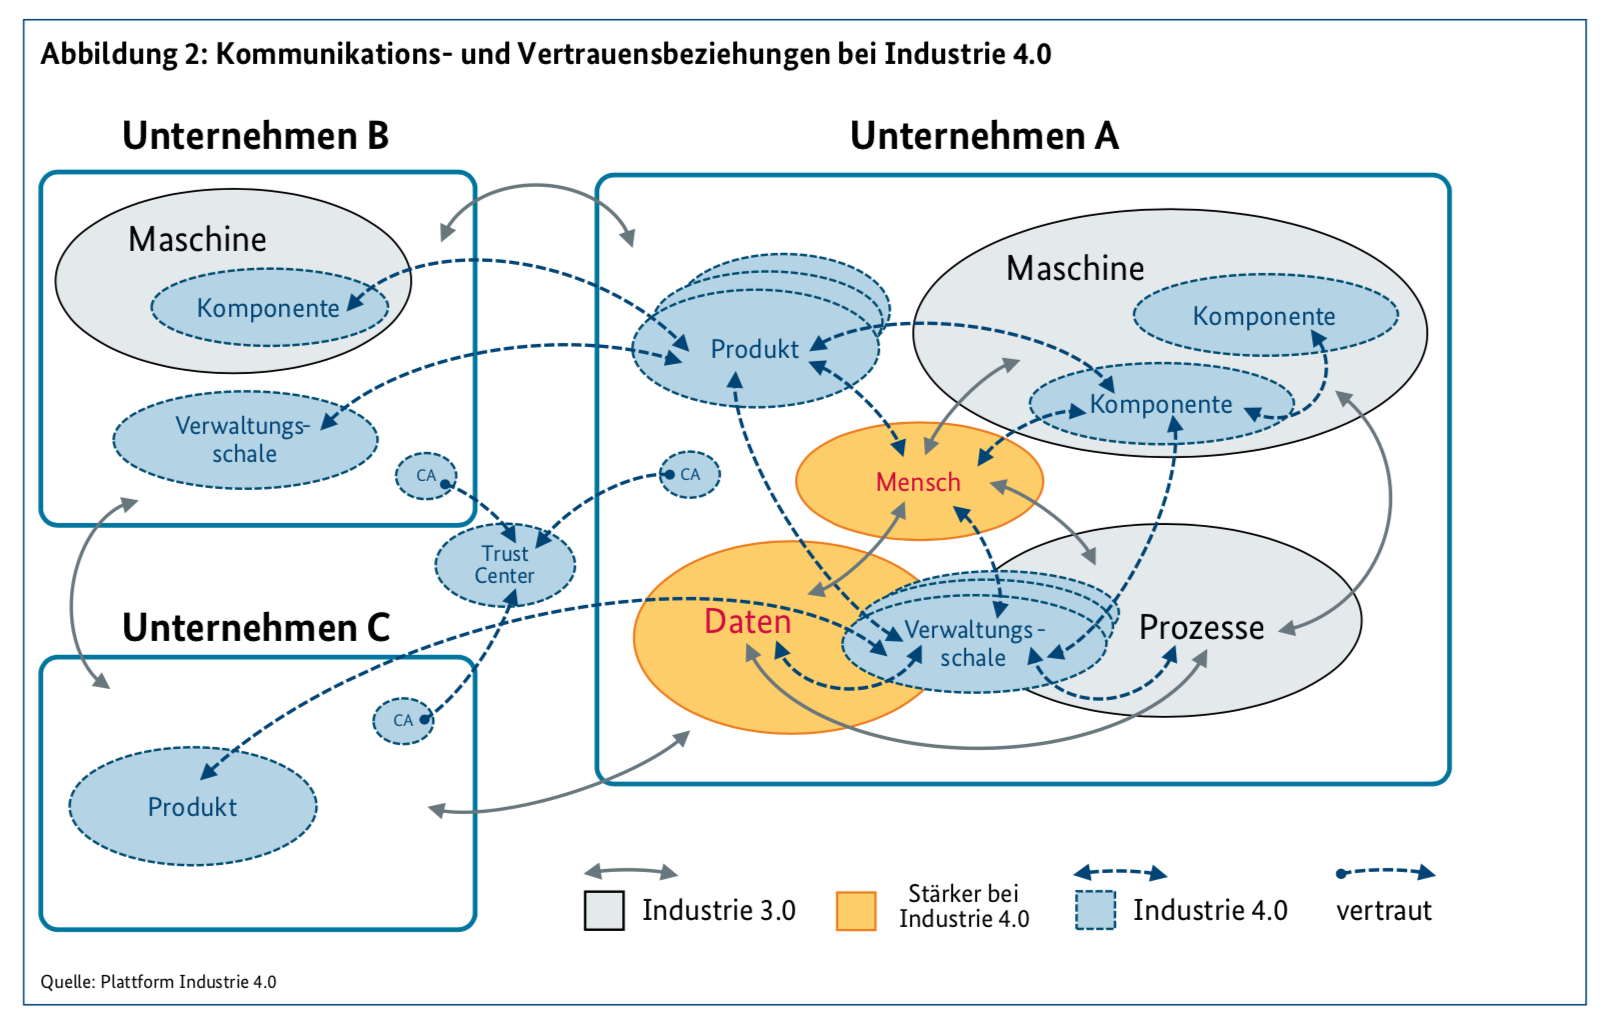 Abbildung 2: Kommunikations- und Vertrauensbeziehungen bei Industrie 4.0
Unternehmen B
Maschine
Komponente
Verwaltungs-
schale
CA
Trust
Center
Unternehmen C
CA
Produkt
Unternehmen A
Produkt
Maschine
Komponente
Komponente
Mensch
CA
Daten
Verwaltungs-
schale
Prozesse
Industrie 3.0
Stärker bei
Industrie 4.0
Industrie 4.0
vertraut
Quelle: Plattform Industrie 4.0